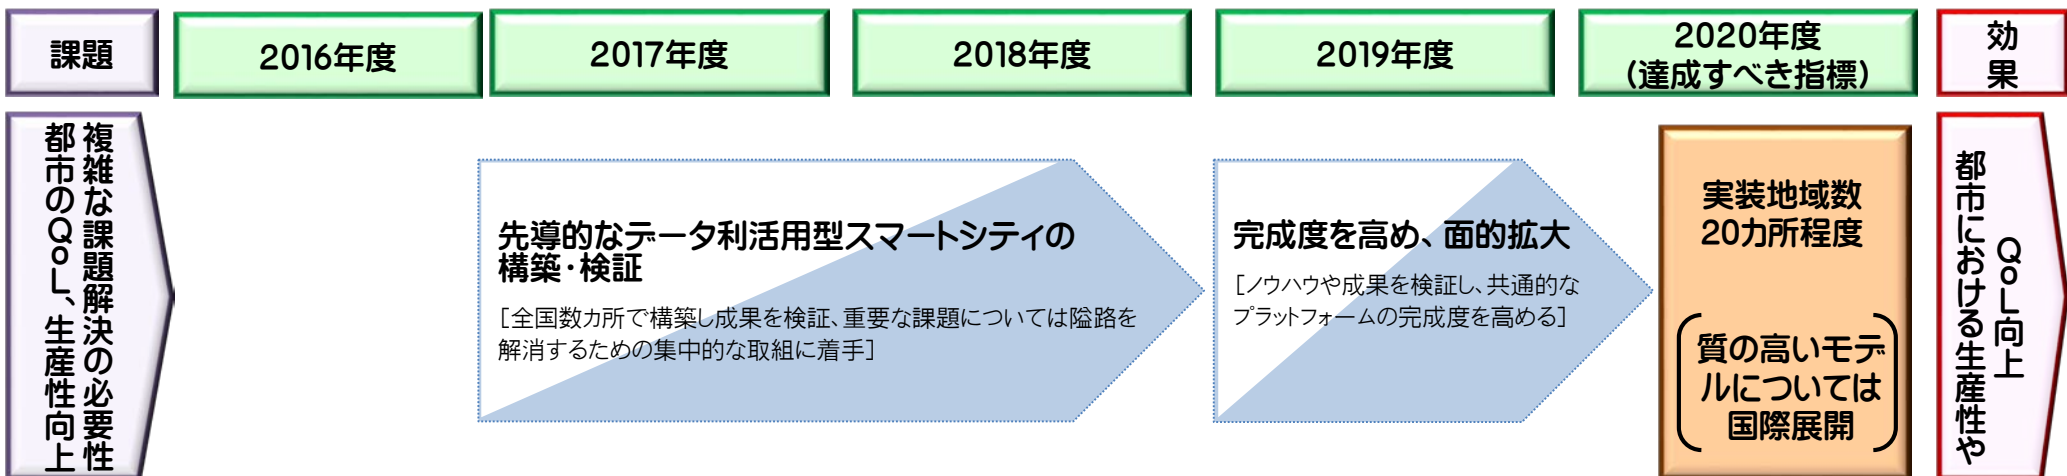 課題
2016年度
2017年度
2018年度
2019年度
2020年度
(達成すべき指標)
効
果
複雑な課題解決の必要性
都市のQoL、生産性向上
先導的なデータ利活用型スマートシティの
構築・検証
[全国数カ所で構築し成果を検証、重要な課題については隘路を
解消するための集中的な取組に着手]
完成度を高め、面的拡大
[ノウハウや成果を検証し、共通的な
プラットフォームの完成度を高める]
実装地域数
20カ所程度
質の高いモデ
ルについては
国際展開
都市における生産性や
QoL向上